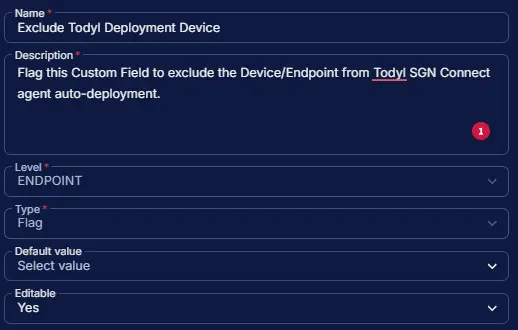 Name *
Exclude Todyl Deployment Device
Description *
Flag this Custom Field to exclude the Device/Endpoint from Todyl SGN Connect
agent auto-deployment.
1
Level *
ENDPOINT
Type *
Flag
Default value
Select value
Editable
Yes